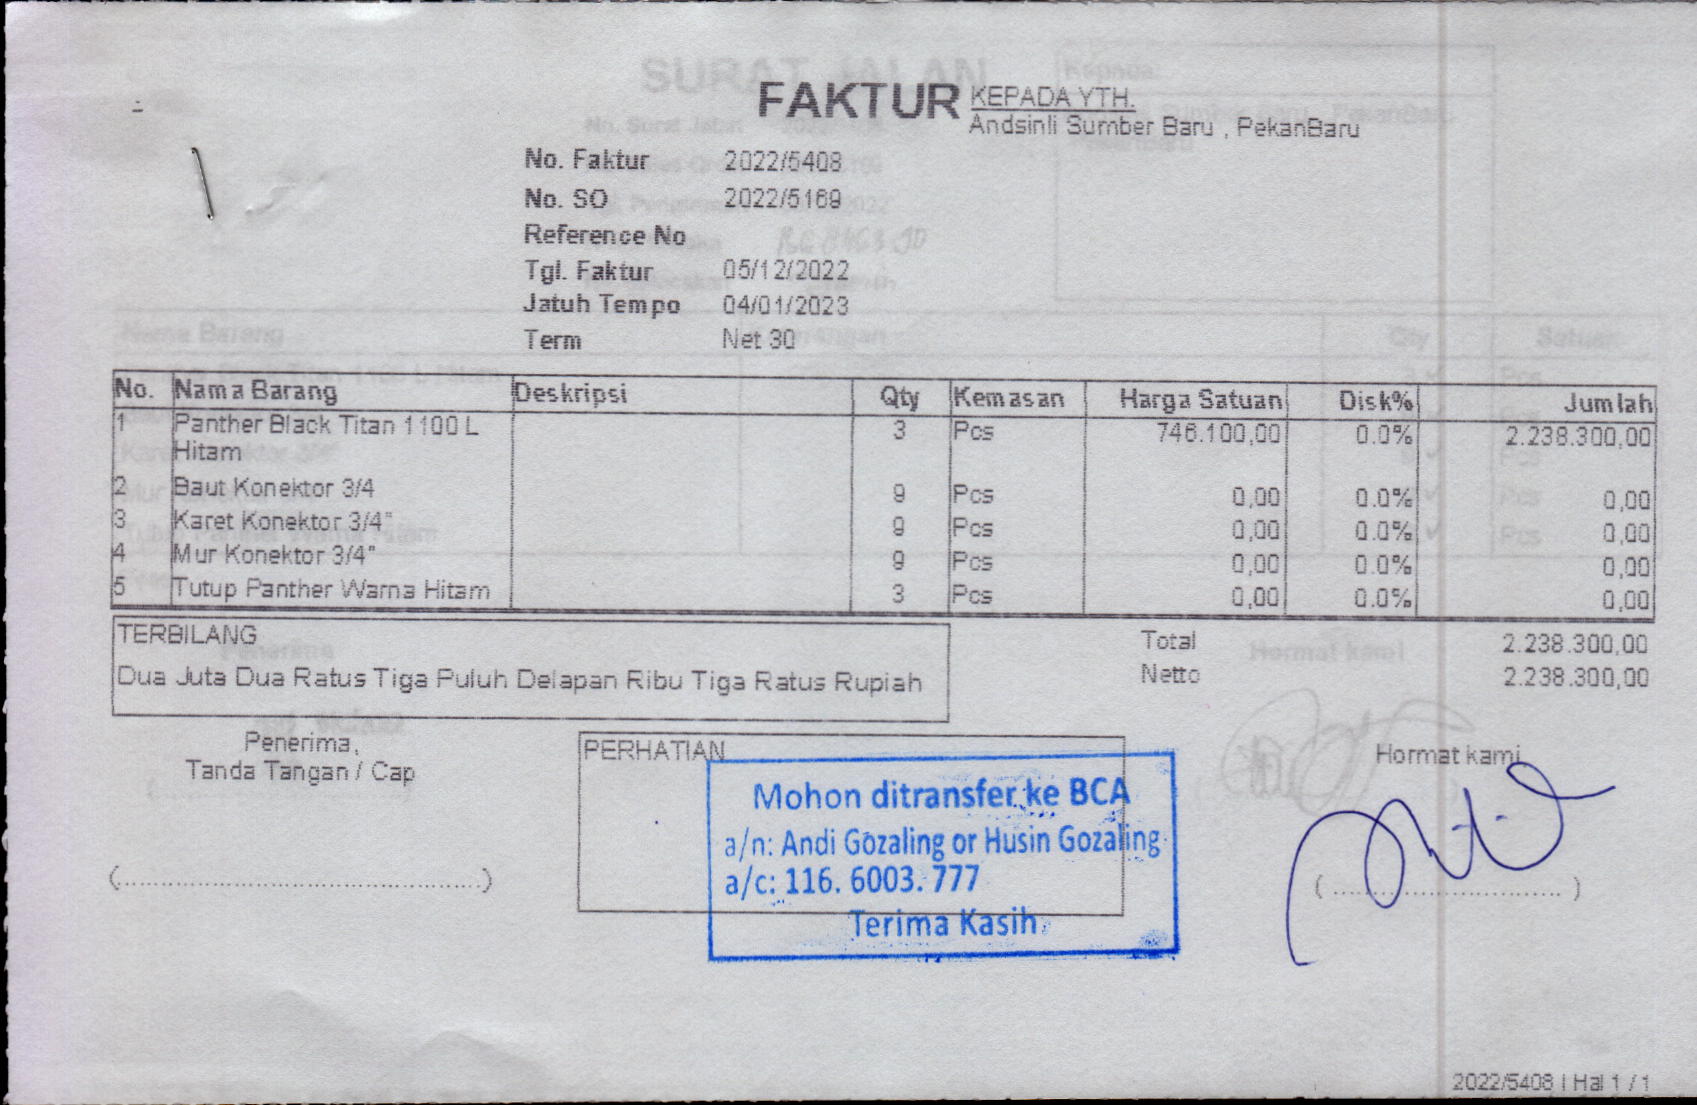 FAKTUR
KEPADA YTH.
Andsinli Sumber Baru , PekanBaru
No. Faktur 2022/5408
No. SO 2022/5169
Reference No
Tgl. Faktur 05/12/2022
Jatuh Tempo 04/01/2023
Term Net 30
No. Nama Barang Deskripsi Qty Kemasan Harga Satuan Disk% Jumlah
1 Panther Black Titan 1100 L 3 Pcs 746.100,00 0.0% 2.238.300,00
Hitam
2 Baut Konektor 3/4 9 Pcs 0,00 0.0% 0,00
3 Karet Konektor 3/4" 9 Pcs 0,00 0.0% 0,00
4 Mur Konektor 3/4" 9 Pcs 0,00 0.0% 0,00
5 Tutup Panther Warna Hitam 3 Pcs 0,00 0.0% 0,00
TERBILANG
Dua Juta Dua Ratus Tiga Puluh Delapan Ribu Tiga Ratus Rupiah
Total 2.238.300,00
Netto 2.238.300,00
Penerima,
Tanda Tangan / Cap
PERHATIAN
Mohon ditransfer ke BCA
a/n: Andi Gozaling or Husin Gozaling
a/c: 116. 6003. 777
Terima Kasih
Hormat kami
2022/5408 | Hal 1 / 1